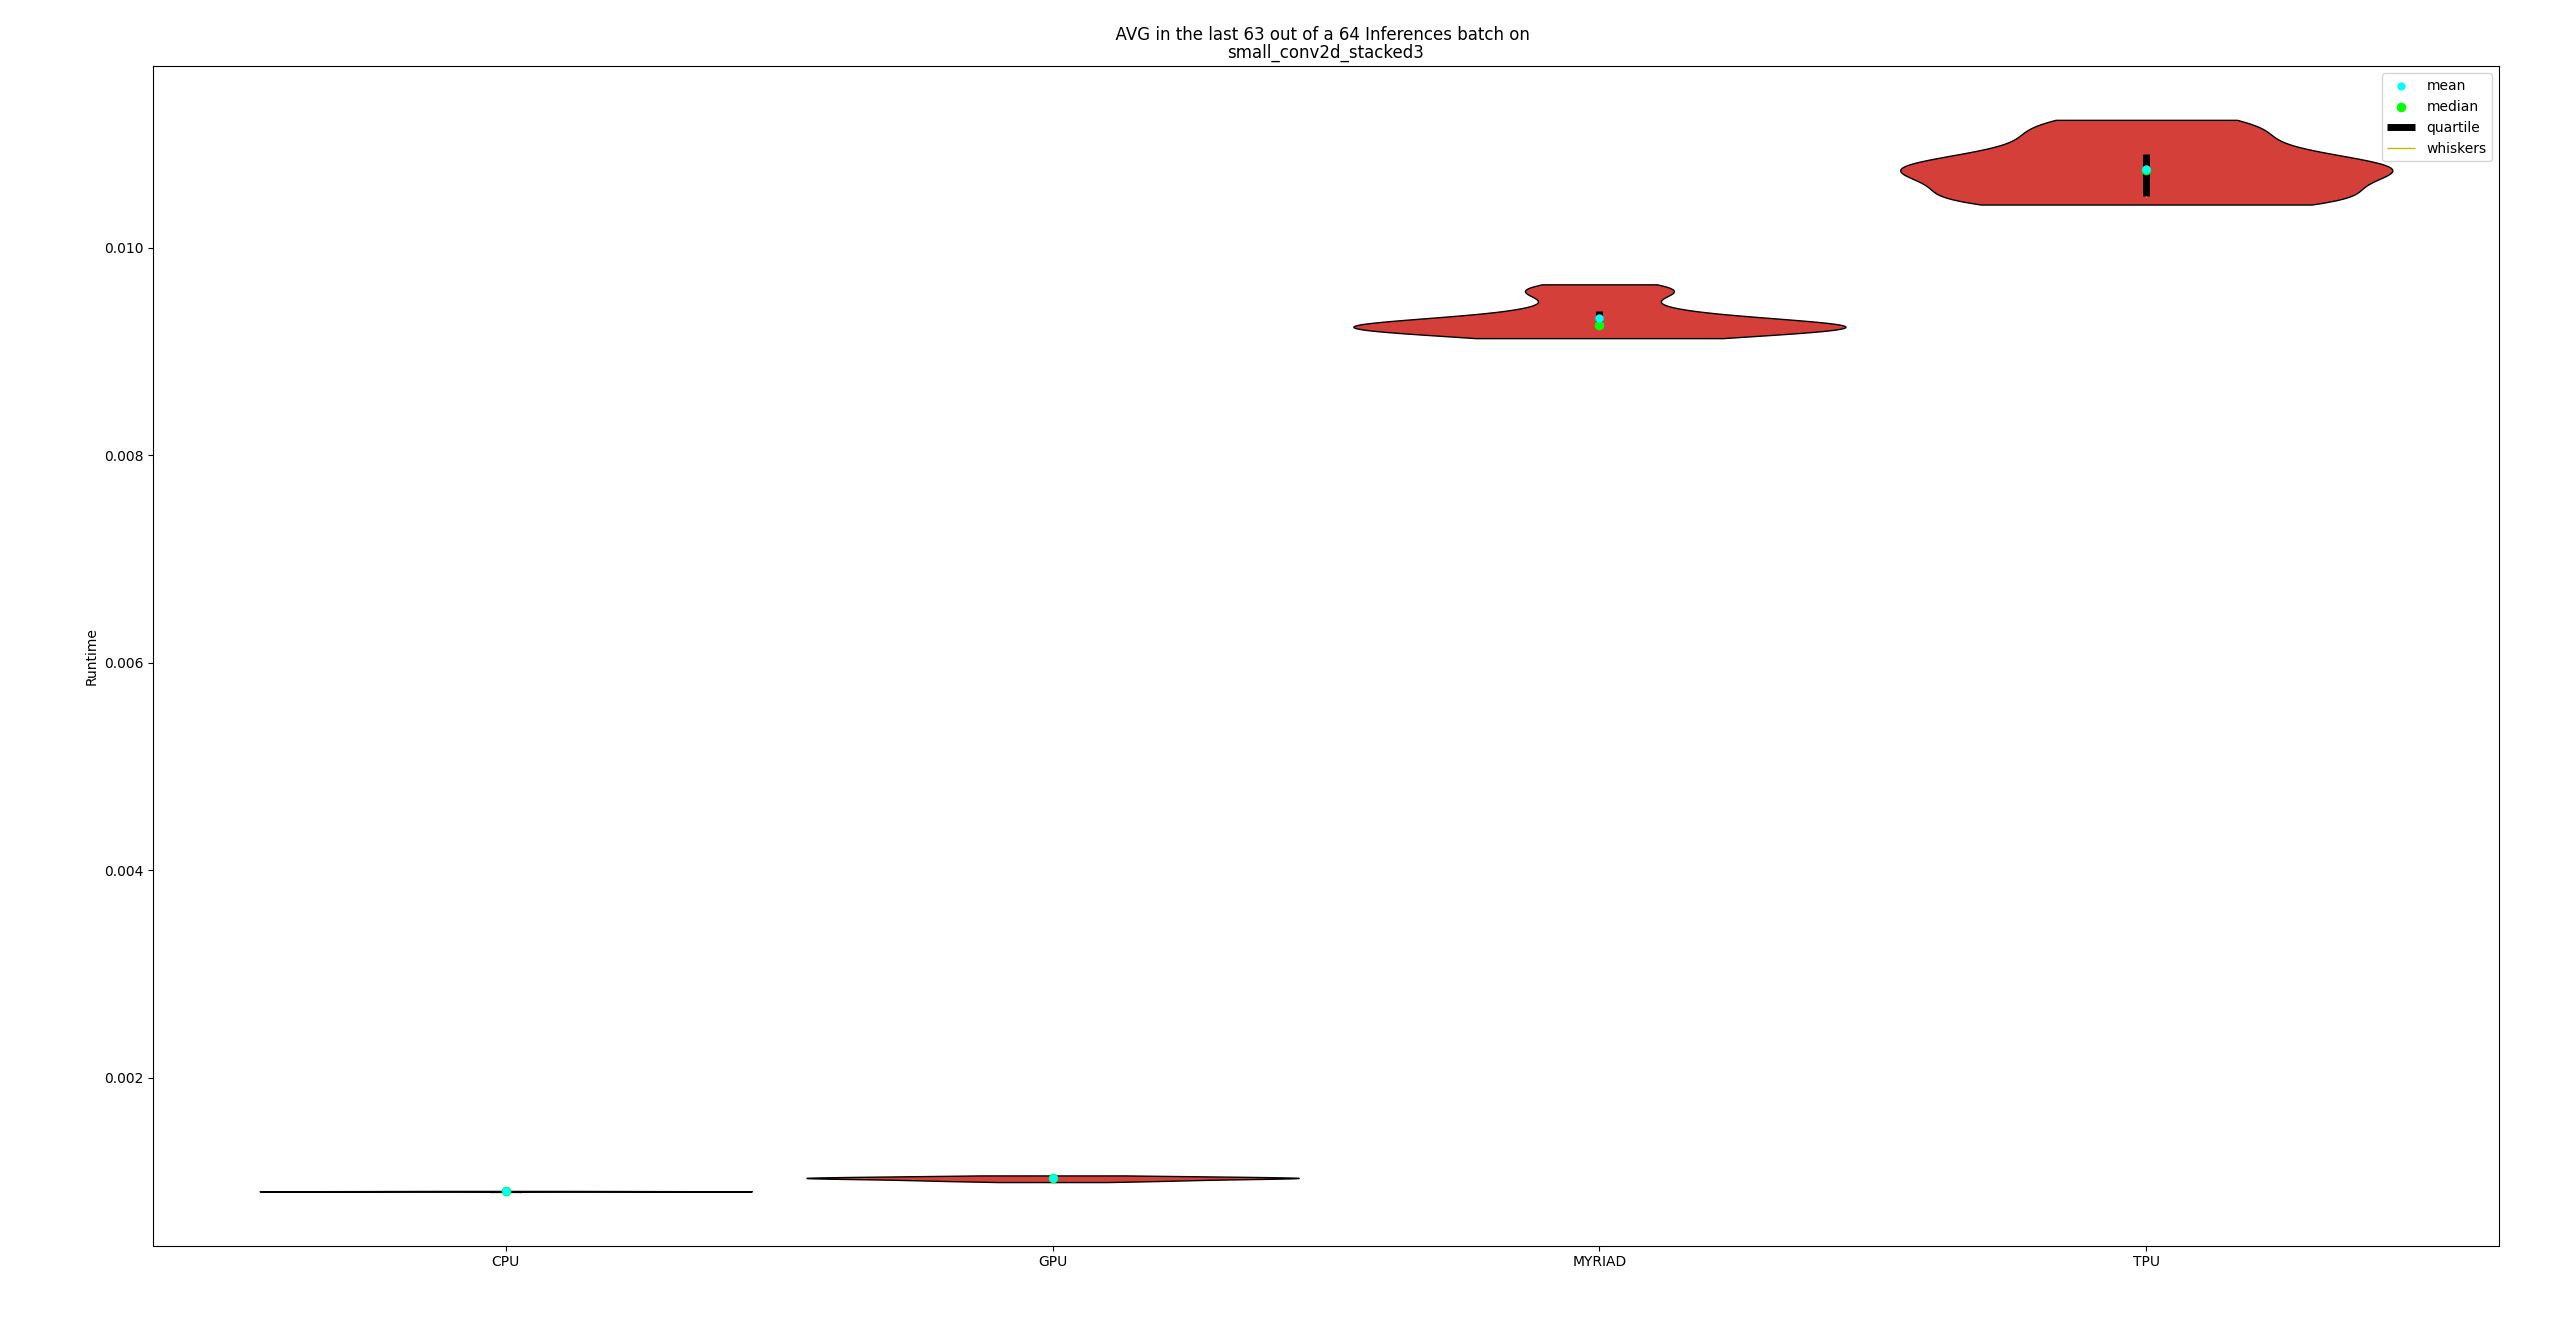 AVG in the last 63 out of a 64 Inferences batch on
small_conv2d_stacked3
mean
median
quartile
whiskers
0.010
0.008
0.006
0.004
0.002
Runtime
CPU
GPU
MYRIAD
TPU